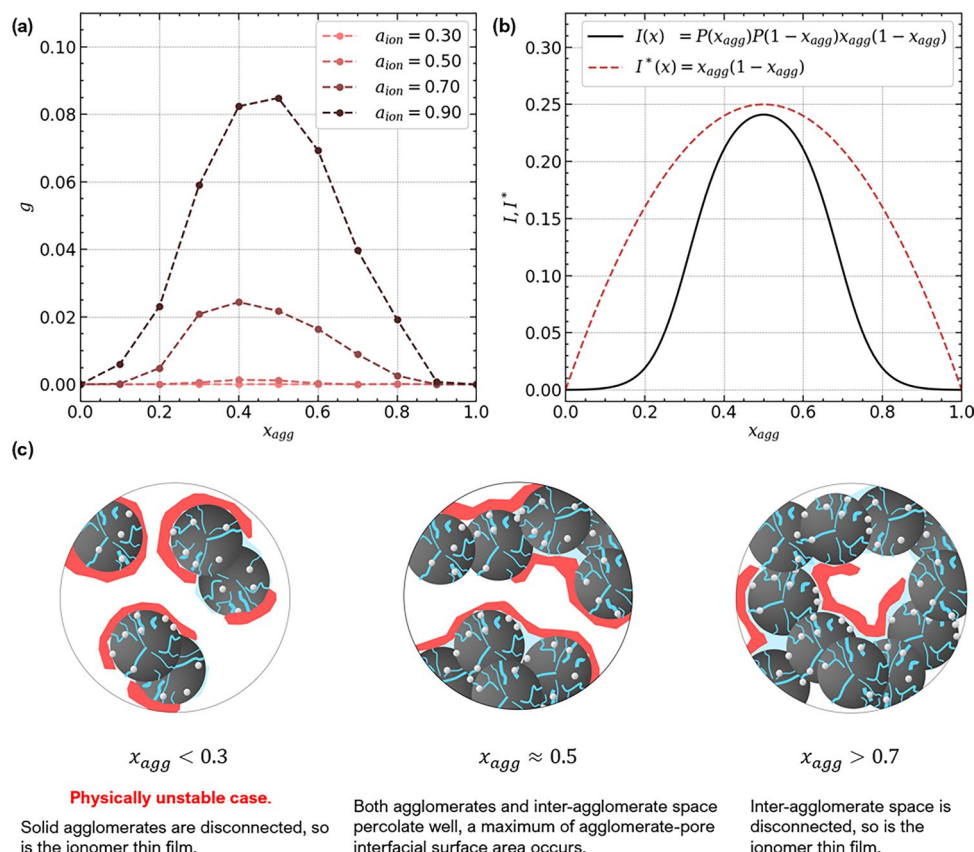 (a)
0.10
0.08
0.06
0.04
0.02
0.00
g
0.0 0.2 0.4 0.6 0.8 1.0
x_agg
a_ion = 0.30
a_ion = 0.50
a_ion = 0.70
a_ion = 0.90
(b)
0.30
0.25
0.20
0.15
0.10
0.05
0.00
I, I*
0.0 0.2 0.4 0.6 0.8 1.0
x_agg
I(x) = P(x_agg)P(1 − x_agg)x_agg(1 − x_agg)
I*(x) = x_agg(1 − x_agg)
(c)
x_agg < 0.3
Physically unstable case.
Solid agglomerates are disconnected, so
is the ionomer thin film.
x_agg ≈ 0.5
Both agglomerates and inter-agglomerate space
percolate well, a maximum of agglomerate-pore
interfacial surface area occurs.
x_agg > 0.7
Inter-agglomerate space is
disconnected, so is the
ionomer thin film.